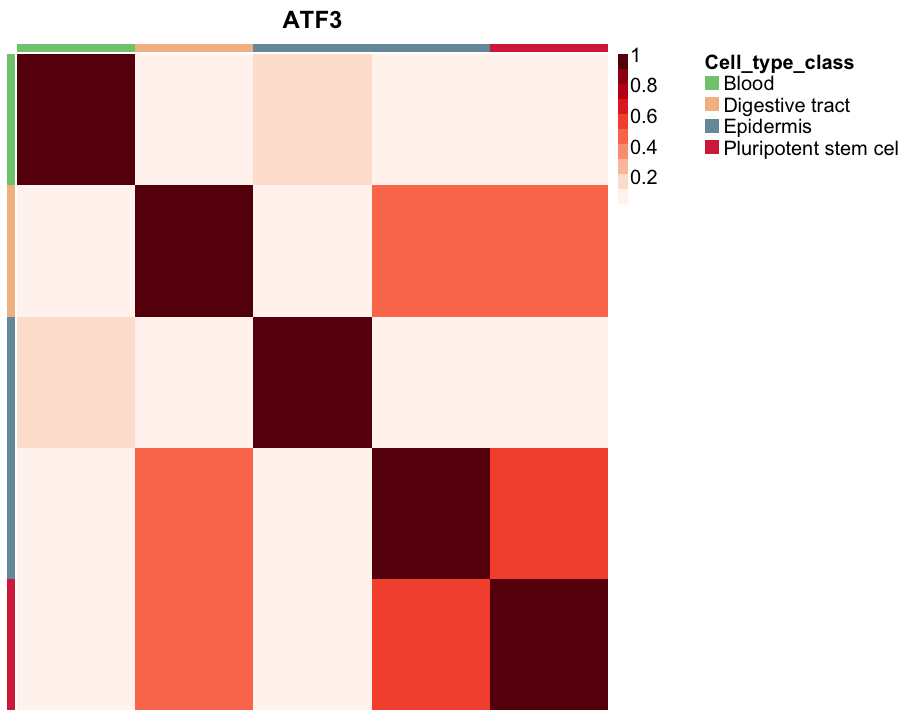 ATF3
1
0.8
0.6
0.4
0.2
Cell_type_class
Blood
Digestive tract
Epidermis
Pluripotent stem cel